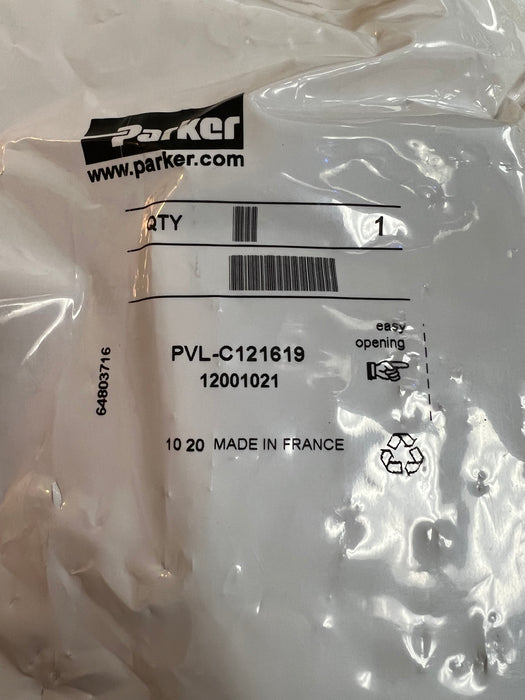 Parker
www.parker.com
QTY 1
easy
opening
PVL-C121619
12001021
64803716
10 20 MADE IN FRANCE